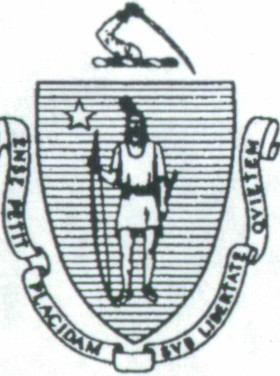 ENSE PETIT
PLACIDAM
SVB LIBERTATE
QVIETEM